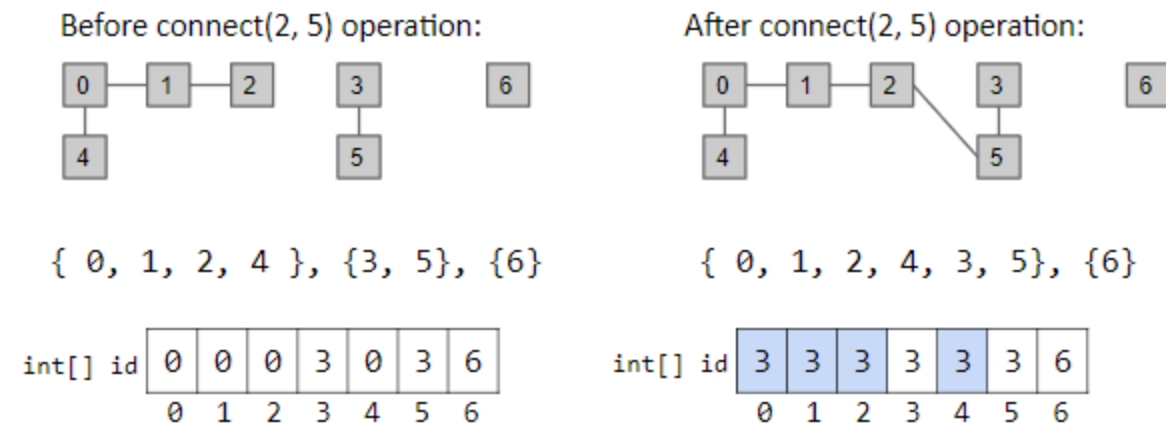 Before connect(2, 5) operation:
0 1 2 3 6
4 5
{ 0, 1, 2, 4 }, {3, 5}, {6}
int[] id 0 0 0 3 0 3 6
0 1 2 3 4 5 6
After connect(2, 5) operation:
0 1 2 3 6
4 5
{ 0, 1, 2, 4, 3, 5}, {6}
int[] id 3 3 3 3 3 3 6
0 1 2 3 4 5 6